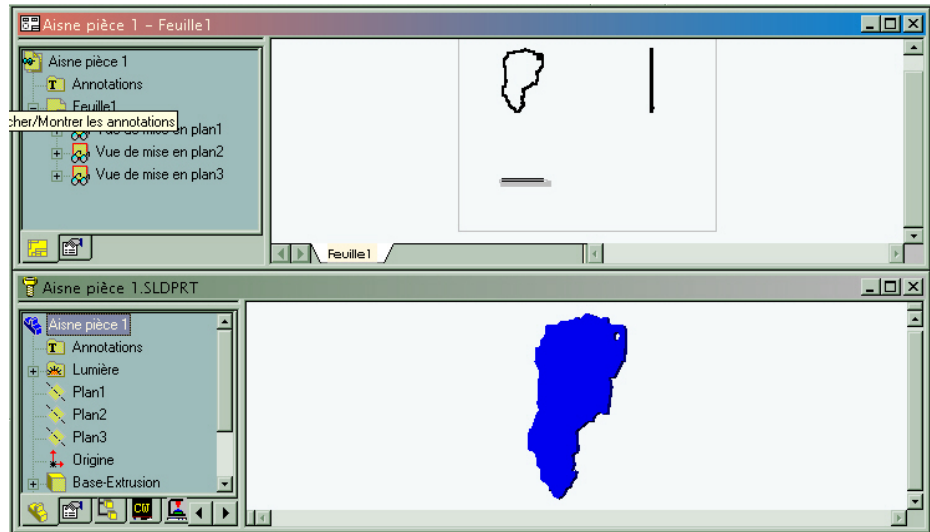 Aisne pièce 1 - Feuille1
Aisne pièce 1
Annotations
Feuille1
cher/Montrer les annotations
Vue de mise en plan1
Vue de mise en plan2
Vue de mise en plan3
Feuille1
Aisne pièce 1.SLDPRT
Aisne pièce 1
Annotations
Lumière
Plan1
Plan2
Plan3
Origine
Base-Extrusion